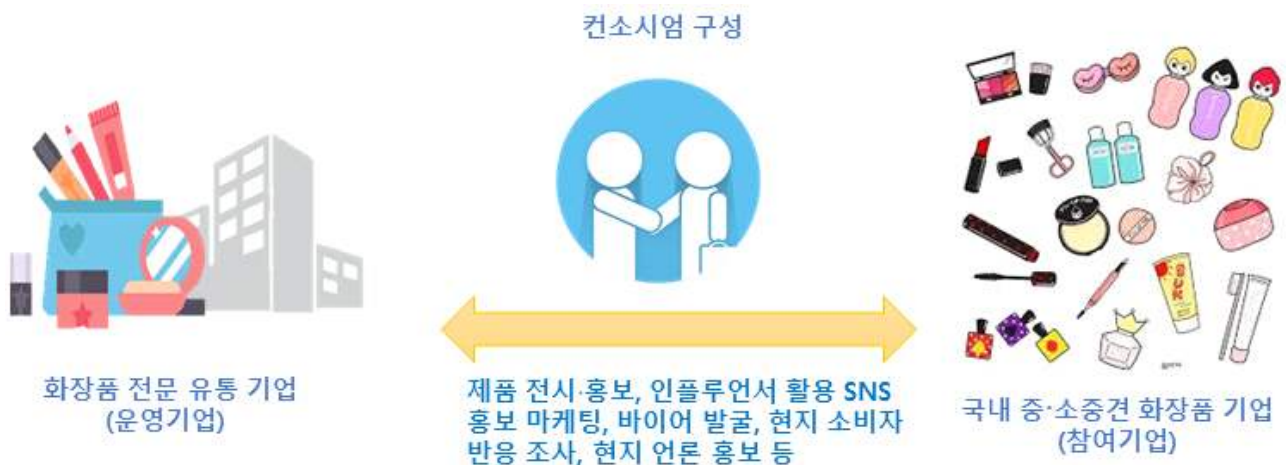 컨소시엄 구성
화장품 전문 유통 기업
(운영기업)
제품 전시·홍보, 인플루언서 활용 SNS
홍보 마케팅, 바이어 발굴, 현지 소비자
반응 조사, 현지 언론 홍보 등
국내 중·소중견 화장품 기업
(참여기업)